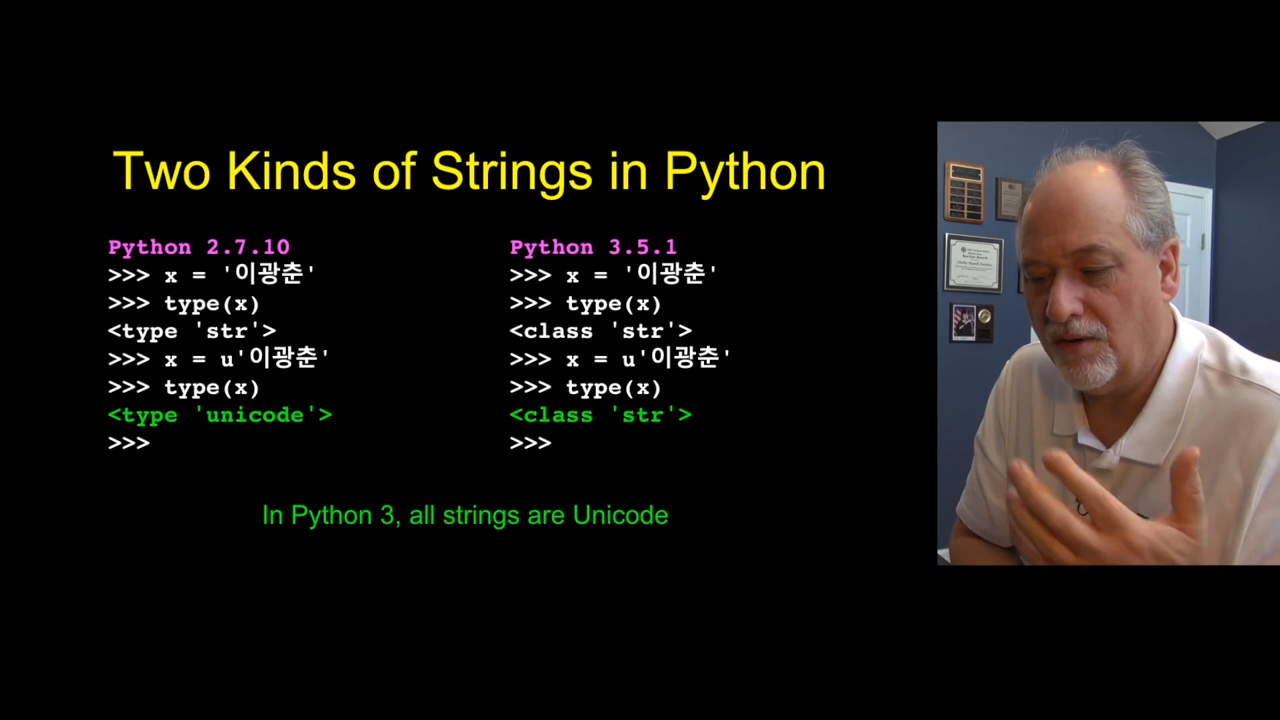 Two Kinds of Strings in Python
Python 2.7.10
>>> x = '이광춘'
>>> type(x)
<type 'str'>
>>> x = u'이광춘'
>>> type(x)
<type 'unicode'>
>>>
Python 3.5.1
>>> x = '이광춘'
>>> type(x)
<class 'str'>
>>> x = u'이광춘'
>>> type(x)
<class 'str'>
>>>
In Python 3, all strings are Unicode